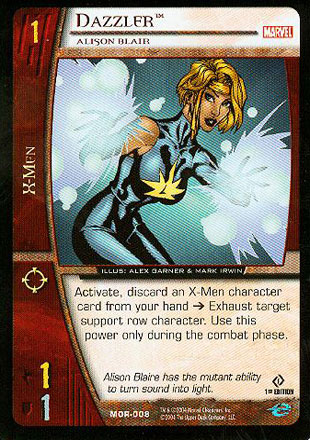 1
DAZZLER™
ALISON BLAIR
MARVEL
X-MEN
ILLUS: ALEX GARNER & MARK IRWIN
Activate, discard an X-Men character
card from your hand → Exhaust target
support row character. Use this
power only during the combat phase.
Alison Blaire has the mutant ability
to turn sound into light.
1
1
MOR-008
1st EDITION